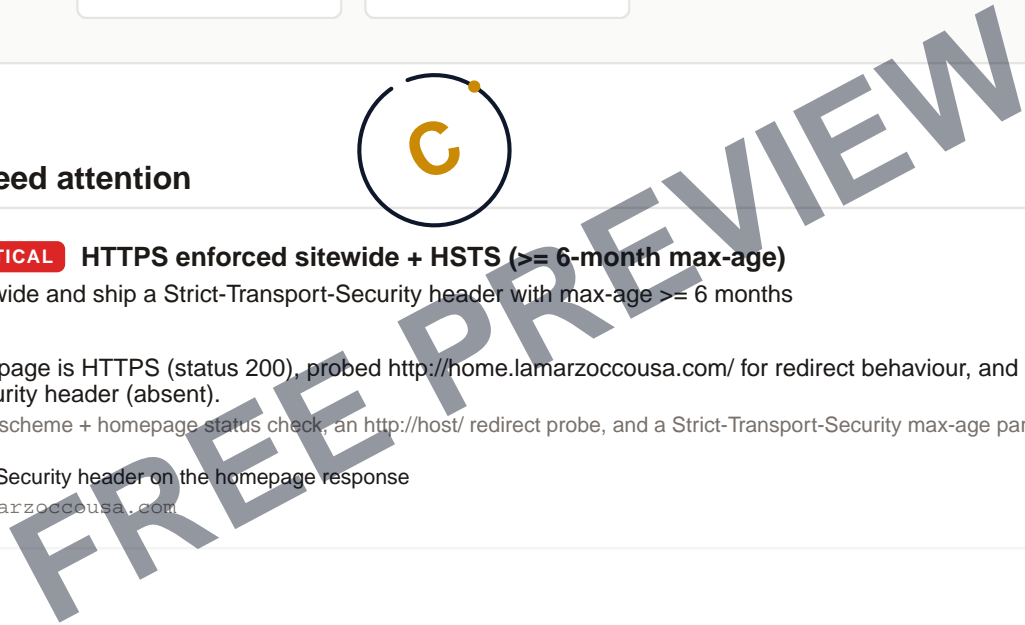 C
eed attention
TICAL HTTPS enforced sitewide + HSTS (>= 6-month max-age)
wide and ship a Strict-Transport-Security header with max-age >= 6 months
page is HTTPS (status 200), probed http://home.lamarzoccousa.com/ for redirect behaviour, and
urity header (absent).
scheme + homepage status check, an http://host/ redirect probe, and a Strict-Transport-Security max-age par
Security header on the homepage response
arzoccousa.com
FREE PREVIEW